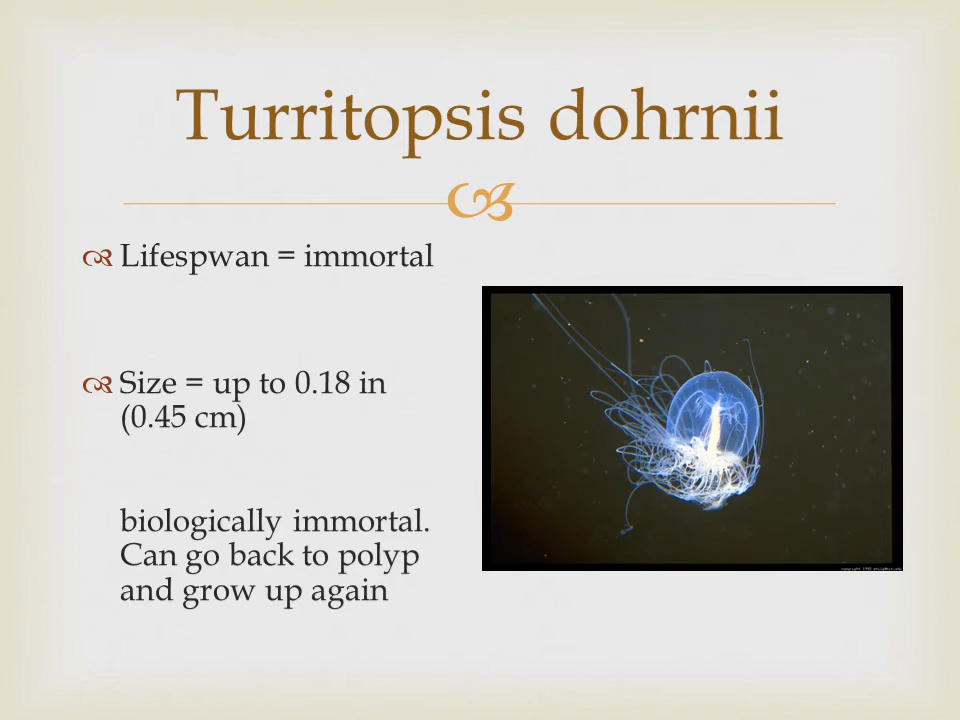 Turritopsis dohrnii
Lifespwan = immortal
Size = up to 0.18 in
(0.45 cm)
biologically immortal.
Can go back to polyp
and grow up again